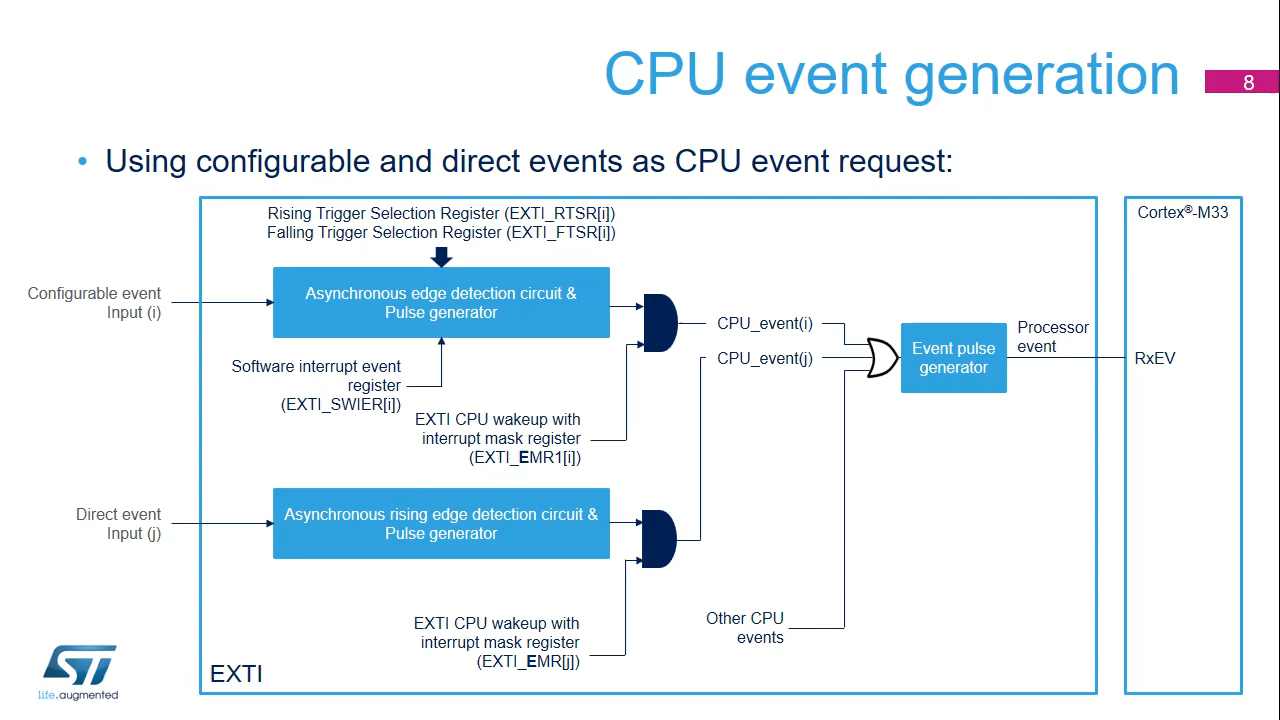 CPU event generation
8
• Using configurable and direct events as CPU event request:
Rising Trigger Selection Register (EXTI_RTSR[i])
Falling Trigger Selection Register (EXTI_FTSR[i])
Cortex®-M33
Configurable event
Input (i)
Asynchronous edge detection circuit &
Pulse generator
CPU_event(i)
CPU_event(j)
Event pulse
generator
Processor
event
RxEV
Software interrupt event
register
(EXTI_SWIER[i])
EXTI CPU wakeup with
interrupt mask register
(EXTI_EMR1[i])
Direct event
Input (j)
Asynchronous rising edge detection circuit &
Pulse generator
EXTI CPU wakeup with
interrupt mask register
(EXTI_EMR[j])
Other CPU
events
EXTI
ST
life.augmented